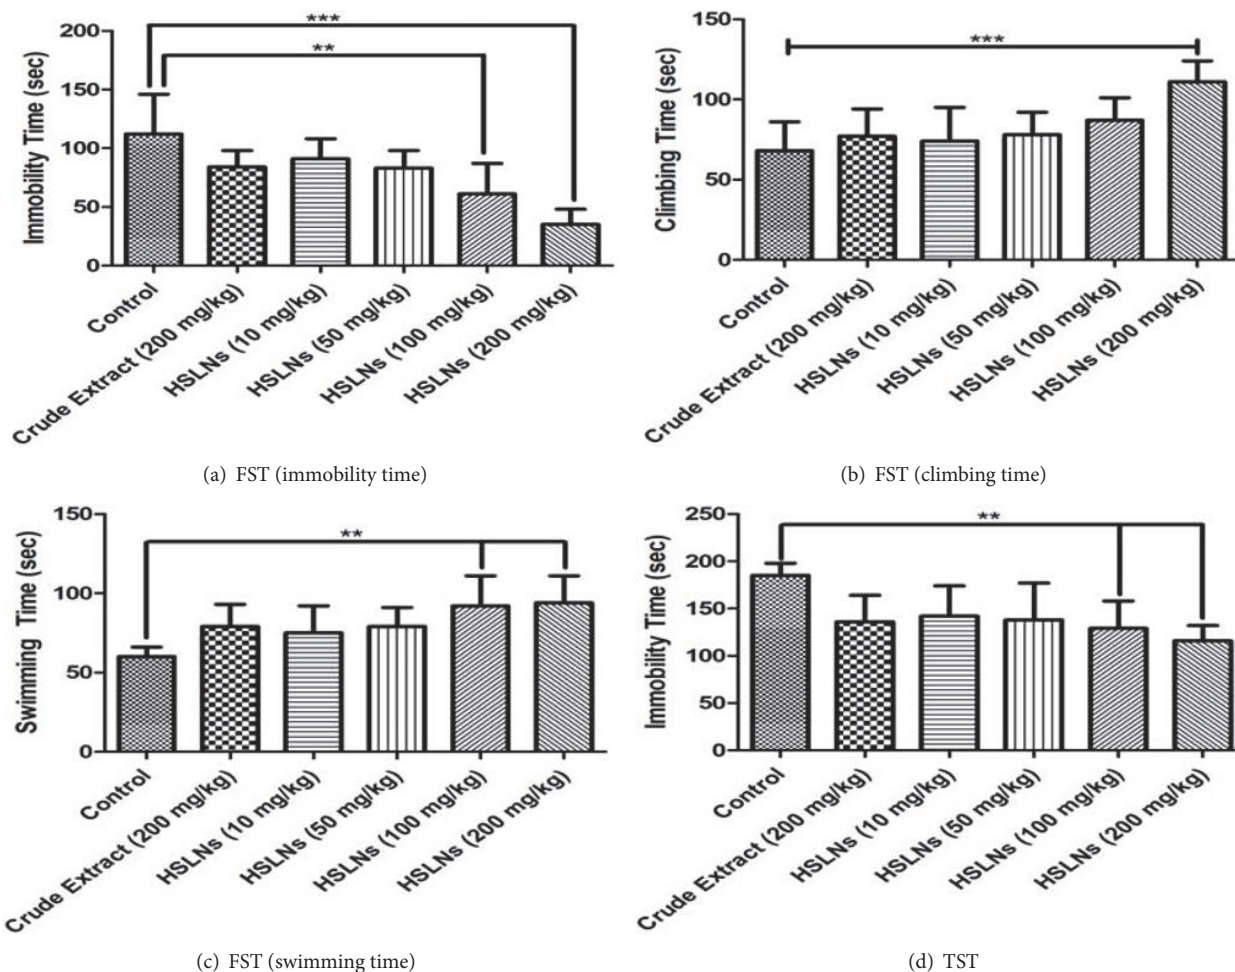 ***
**
200
150
100
50
0
Immobility Time (sec)
Control
Crude Extract (200 mg/kg)
HSLNs (10 mg/kg)
HSLNs (50 mg/kg)
HSLNs (100 mg/kg)
HSLNs (200 mg/kg)
(a) FST (immobility time)
***
150
100
50
0
Climbing Time (sec)
Control
Crude Extract (200 mg/kg)
HSLNs (10 mg/kg)
HSLNs (50 mg/kg)
HSLNs (100 mg/kg)
HSLNs (200 mg/kg)
(b) FST (climbing time)
**
150
100
50
0
Swimming Time (sec)
Control
Crude Extract (200 mg/kg)
HSLNs (10 mg/kg)
HSLNs (50 mg/kg)
HSLNs (100 mg/kg)
HSLNs (200 mg/kg)
(c) FST (swimming time)
**
250
200
150
100
50
0
Immobility Time (sec)
Control
Crude Extract (200 mg/kg)
HSLNs (10 mg/kg)
HSLNs (50 mg/kg)
HSLNs (100 mg/kg)
HSLNs (200 mg/kg)
(d) TST